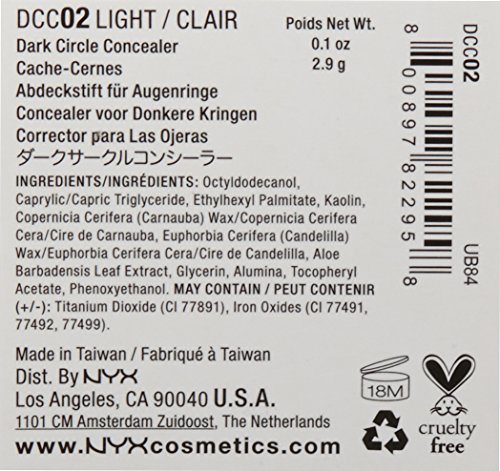 DCC02 LIGHT / CLAIR
Dark Circle Concealer
Cache-Cernes
Abdeckstift für Augenringe
Concealer voor Donkere Kringen
Corrector para Las Ojeras
ダークサークルコンシーラー
Poids Net Wt.
0.1 oz
2.9 g
INGREDIENTS/INGRÉDIENTS: Octyldodecanol,
Caprylic/Capric Triglyceride, Ethylhexyl Palmitate, Kaolin,
Copernicia Cerifera (Carnauba) Wax/Copernicia Cerifera
Cera/Cire de Carnauba, Euphorbia Cerifera (Candelilla)
Wax/Euphorbia Cerifera Cera/Cire de Candelilla, Aloe
Barbadensis Leaf Extract, Glycerin, Alumina, Tocopheryl
Acetate, Phenoxyethanol. MAY CONTAIN / PEUT CONTENIR
(+/-): Titanium Dioxide (CI 77891), Iron Oxides (CI 77491,
77492, 77499).
Made in Taiwan / Fabriqué à Taiwan
Dist. By NYX
Los Angeles, CA 90040 U.S.A.
1101 CM Amsterdam Zuidoost, The Netherlands
www.NYXcosmetics.com
8 00897 82295 8
DCC02
UB84
18M
cruelty
free